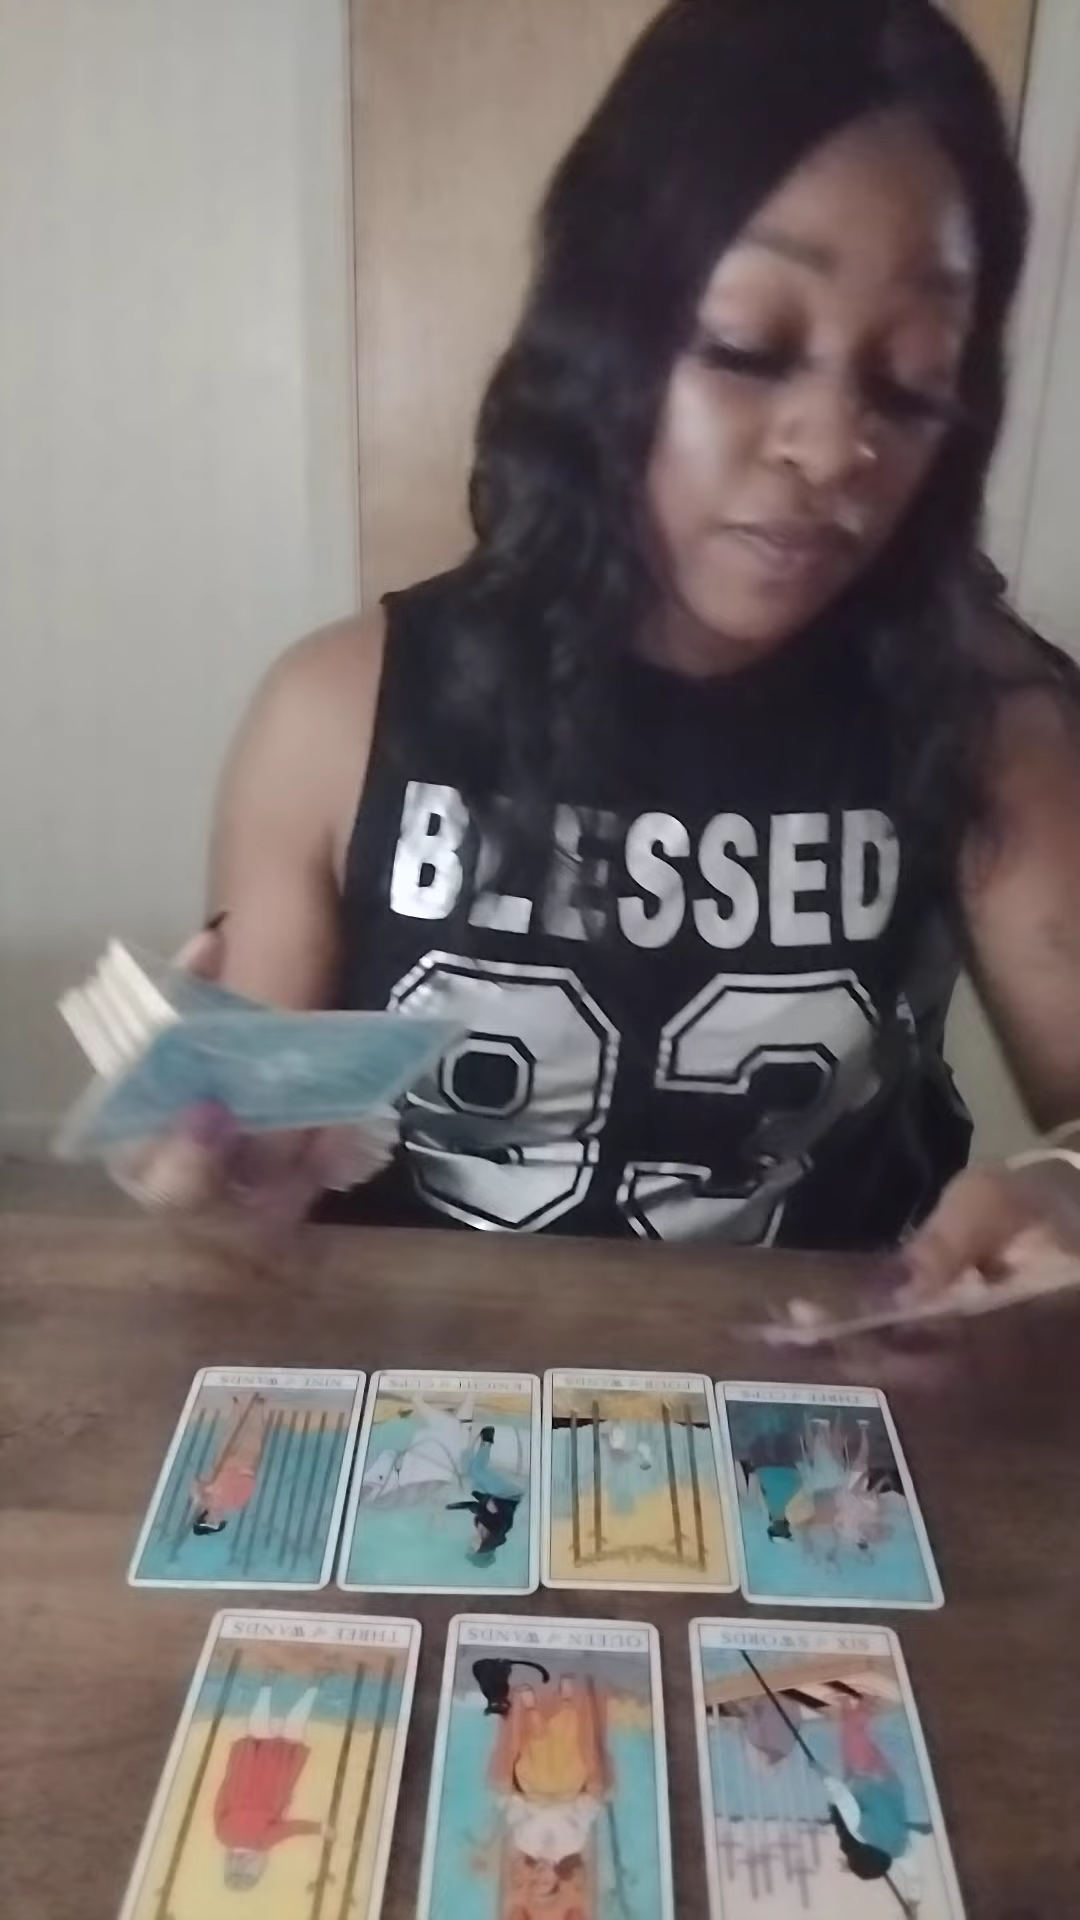 BLESSED
93
NINE of WANDS
KNIGHT of CUPS
FOUR of WANDS
THREE of CUPS
THREE of WANDS
QUEEN of WANDS
SIX of SWORDS